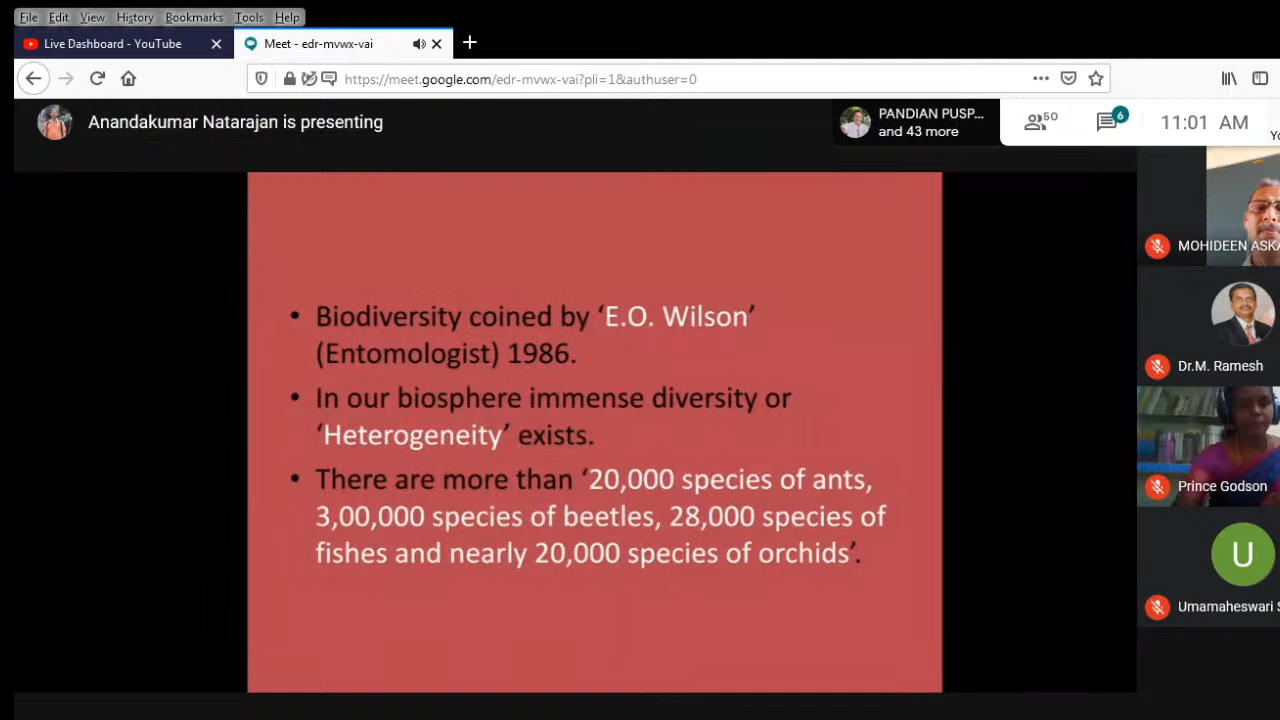 File Edit View History Bookmarks Tools Help
Live Dashboard - YouTube
Meet - edr-mvwx-vai
https://meet.google.com/edr-mvwx-vai?pli=1&authuser=0
Anandakumar Natarajan is presenting
PANDIAN PUSP...
and 43 more
50
6
11:01 AM
• Biodiversity coined by ‘E.O. Wilson’
(Entomologist) 1986.
• In our biosphere immense diversity or
‘Heterogeneity’ exists.
• There are more than ‘20,000 species of ants,
3,00,000 species of beetles, 28,000 species of
fishes and nearly 20,000 species of orchids’.
MOHIDEEN ASKA
Dr.M. Ramesh
Prince Godson
U
Umamaheswari S